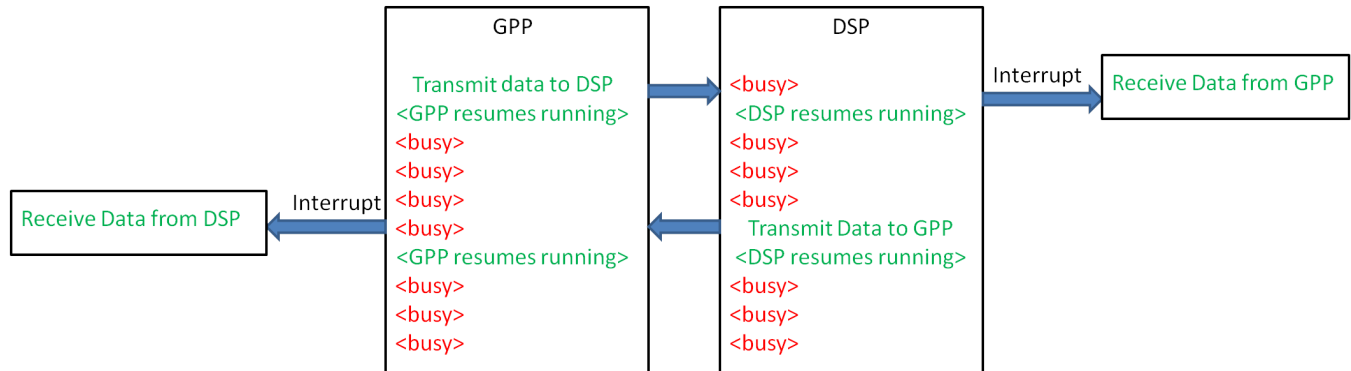 GPP
Transmit data to DSP
<GPP resumes running>
<busy>
<busy>
<busy>
<busy>
<GPP resumes running>
<busy>
<busy>
<busy>
DSP
<busy>
<DSP resumes running>
<busy>
<busy>
<busy>
Transmit Data to GPP
<DSP resumes running>
<busy>
<busy>
<busy>
Interrupt
Receive Data from GPP
Interrupt
Receive Data from DSP